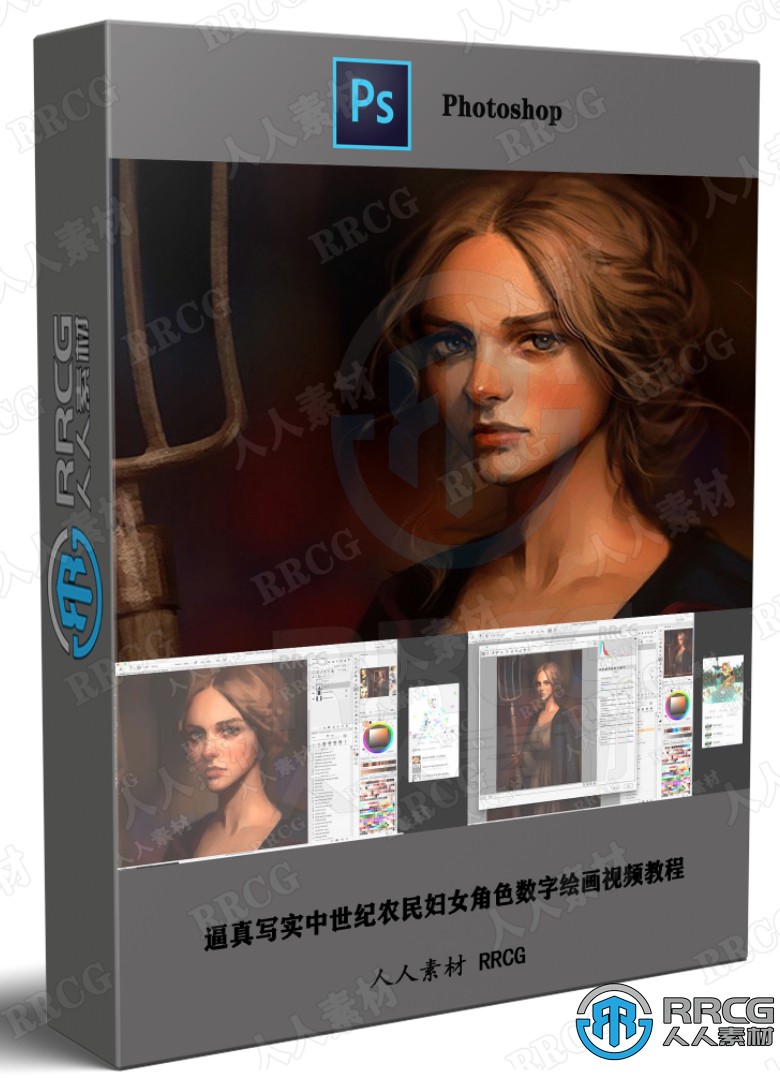 Ps
Photoshop
RRCG
人人素材
逼真写实中世纪农民妇女角色数字绘画视频教程
人人素材 RRCG
RRCG
人人素材